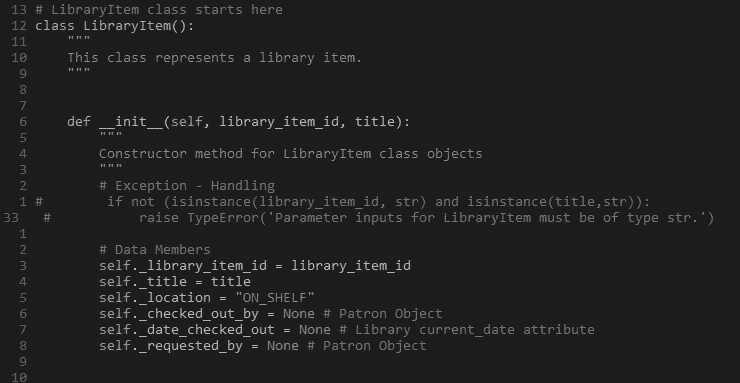 13 # LibraryItem class starts here
12 class LibraryItem():
11     """
10     This class represents a library item.
9     """
8
7
6     def __init__(self, library_item_id, title):
5         """
4         Constructor method for LibraryItem class objects
3         """
2         # Exception - Handling
1 #        if not (isinstance(library_item_id, str) and isinstance(title,str)):
33   #           raise TypeError('Parameter inputs for LibraryItem must be of type str.')
1
2         # Data Members
3         self._library_item_id = library_item_id
4         self._title = title
5         self._location = "ON_SHELF"
6         self._checked_out_by = None # Patron Object
7         self._date_checked_out = None # Library current_date attribute
8         self._requested_by = None # Patron Object
9
10